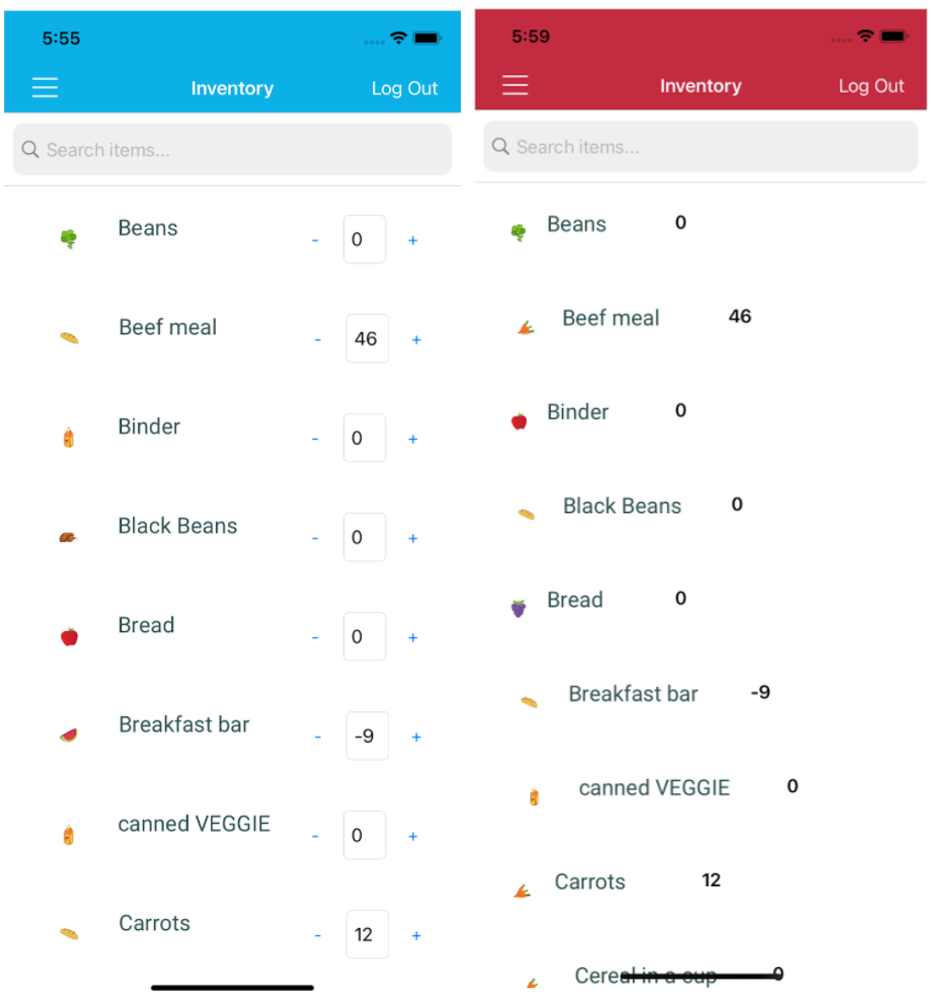 5:55
Inventory
Log Out
Search items...
Beans
-
0
+
Beef meal
-
46
+
Binder
-
0
+
Black Beans
-
0
+
Bread
-
0
+
Breakfast bar
-
-9
+
canned VEGGIE
-
0
+
Carrots
-
12
+
5:59
Inventory
Log Out
Search items...
Beans 0
Beef meal 46
Binder 0
Black Beans 0
Bread 0
Breakfast bar -9
canned VEGGIE 0
Carrots 12
Cereal in a cup 0